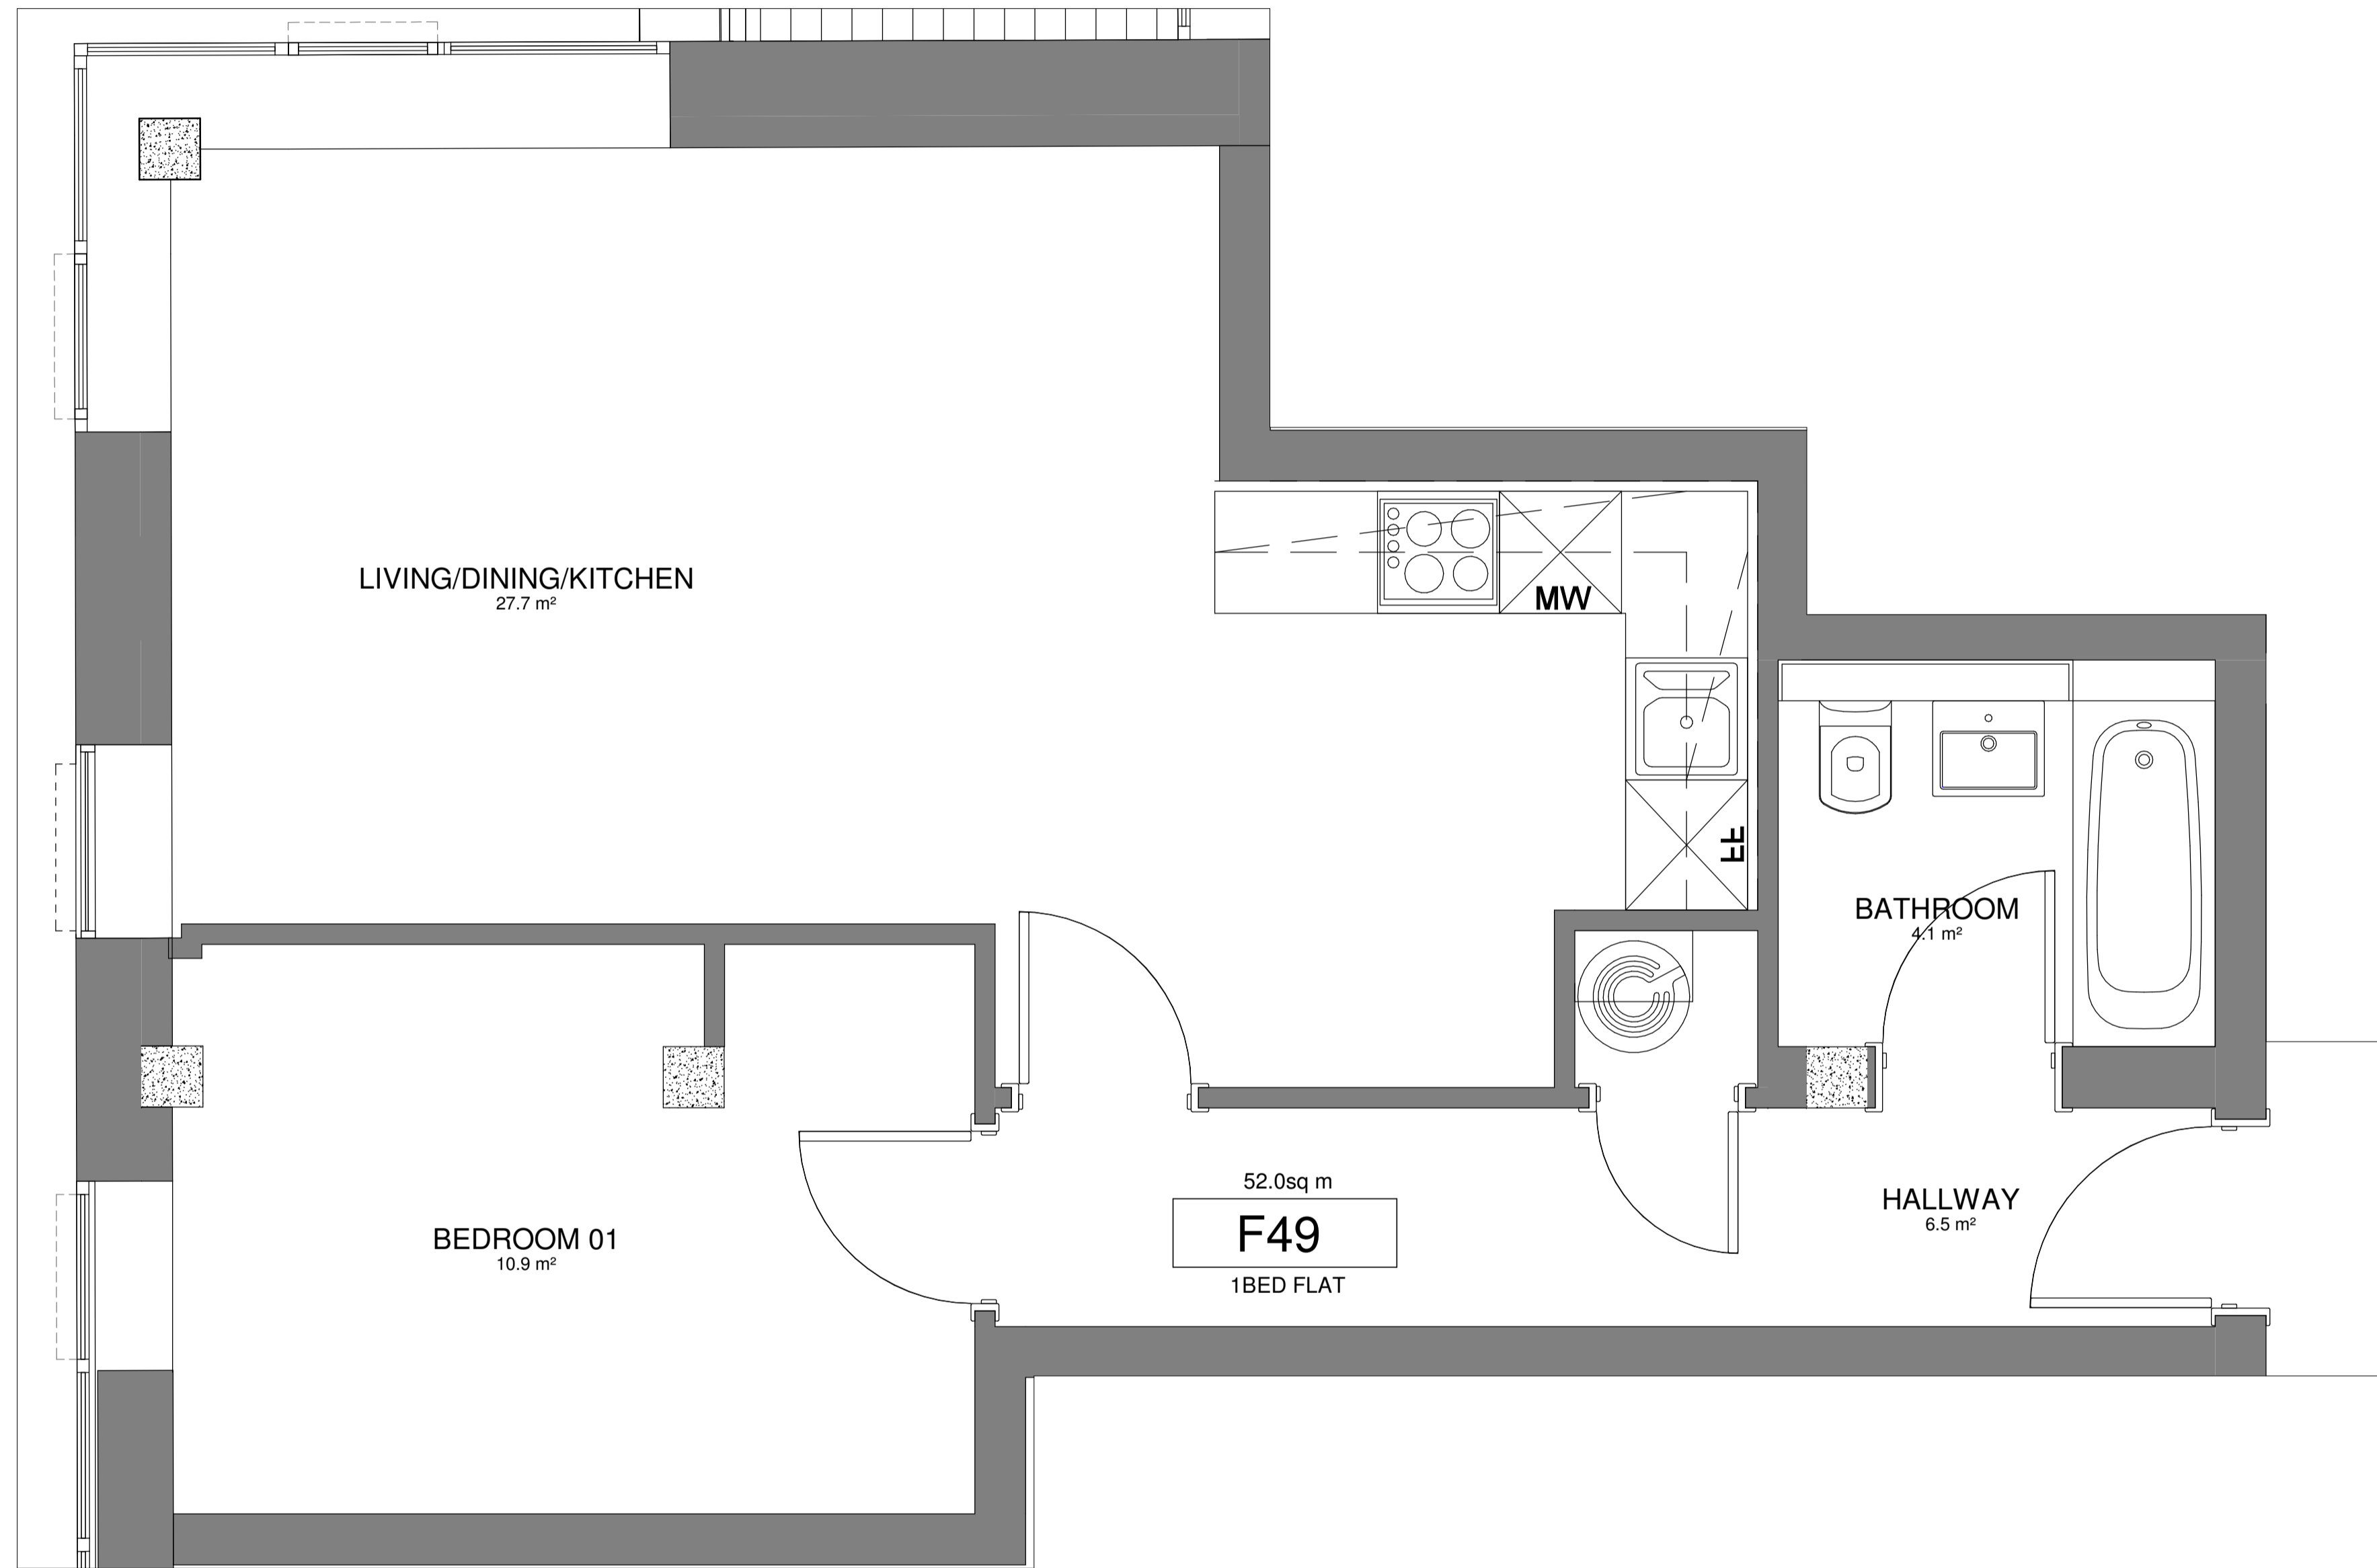 LIVING/DINING/KITCHEN
27.7 m²
MW
FF
BATHROOM
4.1 m²
52.0sq m
F49
1BED FLAT
HALLWAY
6.5 m²
BEDROOM 01
10.9 m²